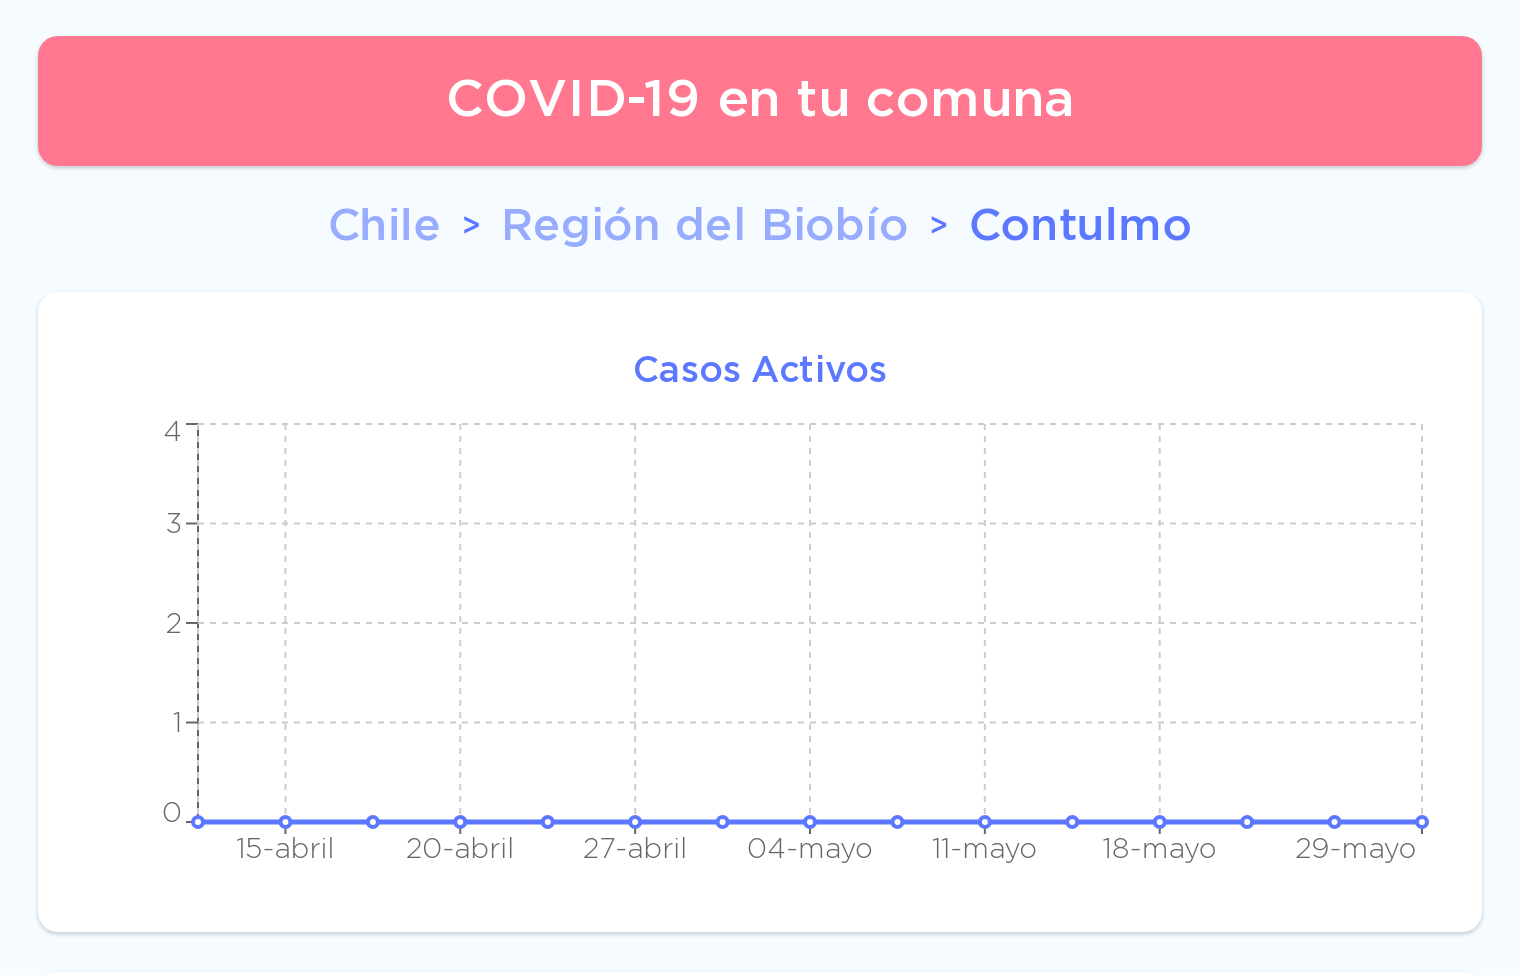 COVID-19 en tu comuna
Chile > Región del Biobío > Contulmo
Casos Activos
4
3
2
1
0
15-abril 20-abril 27-abril 04-mayo 11-mayo 18-mayo 29-mayo